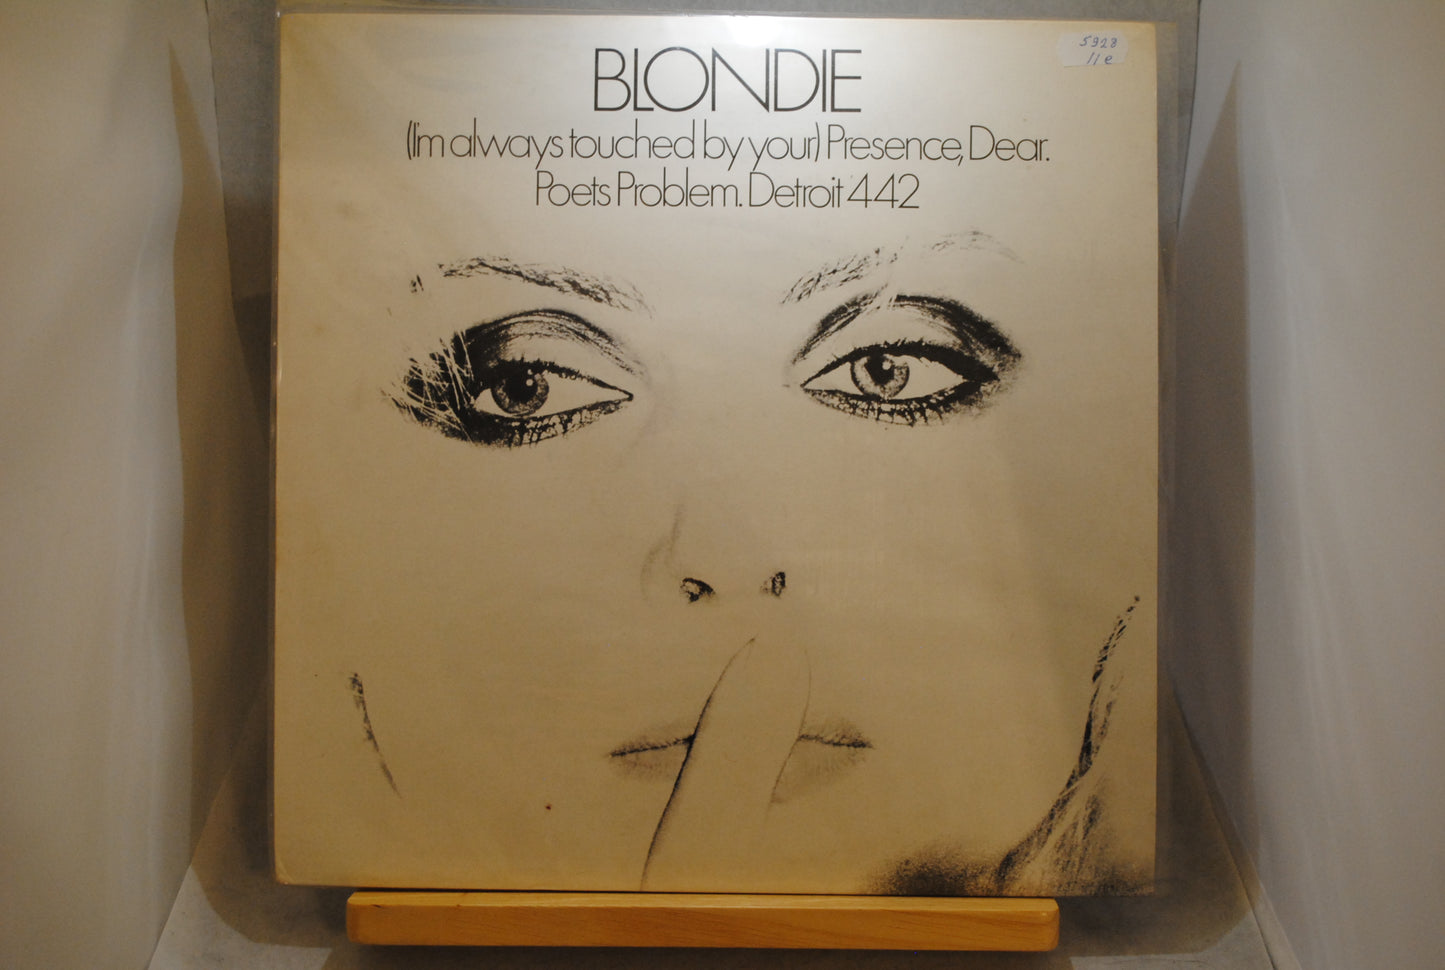 BLONDIE
(I'm always touched by your) Presence, Dear.
Poets Problem. Detroit 442
5928
11 e